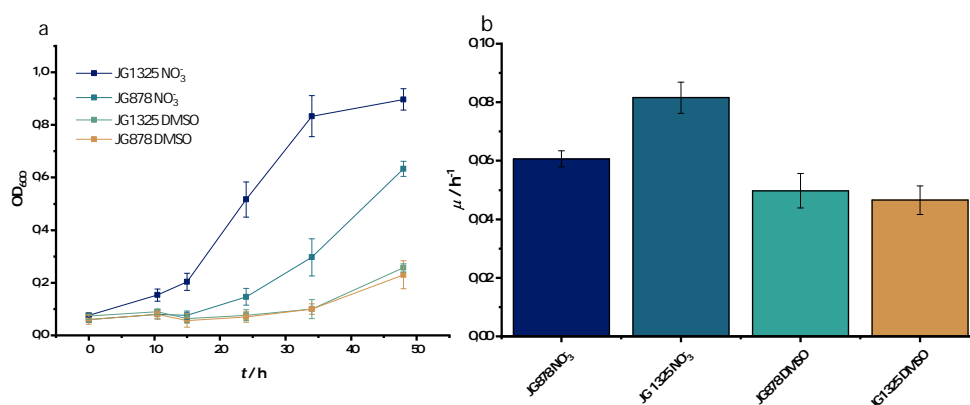 a
1,0
0,8
0,6
0,4
0,2
0,0
OD600
0
10
20
30
40
50
t / h
JG1325 NO3-
JG878 NO3-
JG1325 DMSO
JG878 DMSO
b
0,10
0,08
0,06
0,04
0,02
0,00
μ / h-1
JG878 NO3-
JG1325 NO3-
JG878 DMSO
JG1325 DMSO